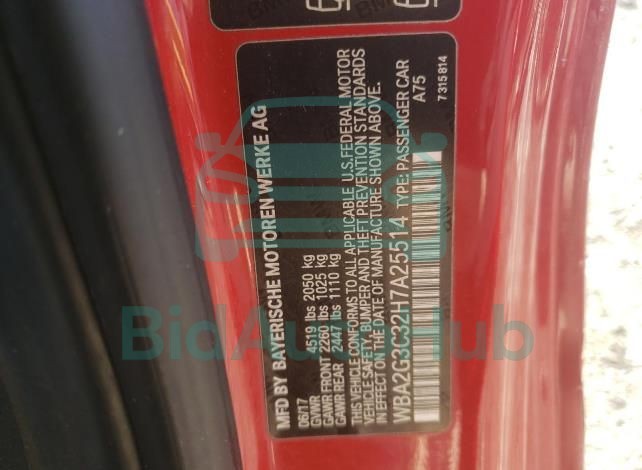 MFD BY BAYERISCHE MOTOREN WERKE AG
06/17
GVWR 4519 lbs 2050 kg
GAWR FRONT 2260 lbs 1025 kg
GAWR REAR 2447 lbs 1110 kg
THIS VEHICLE CONFORMS TO ALL APPLICABLE U.S. FEDERAL MOTOR
VEHICLE SAFETY, BUMPER AND THEFT PREVENTION STANDARDS
IN EFFECT ON THE DATE OF MANUFACTURE SHOWN ABOVE.
WBA2G3C32H7A25514 TYPE: PASSENGER CAR
A75
7315814
BidAutoHub